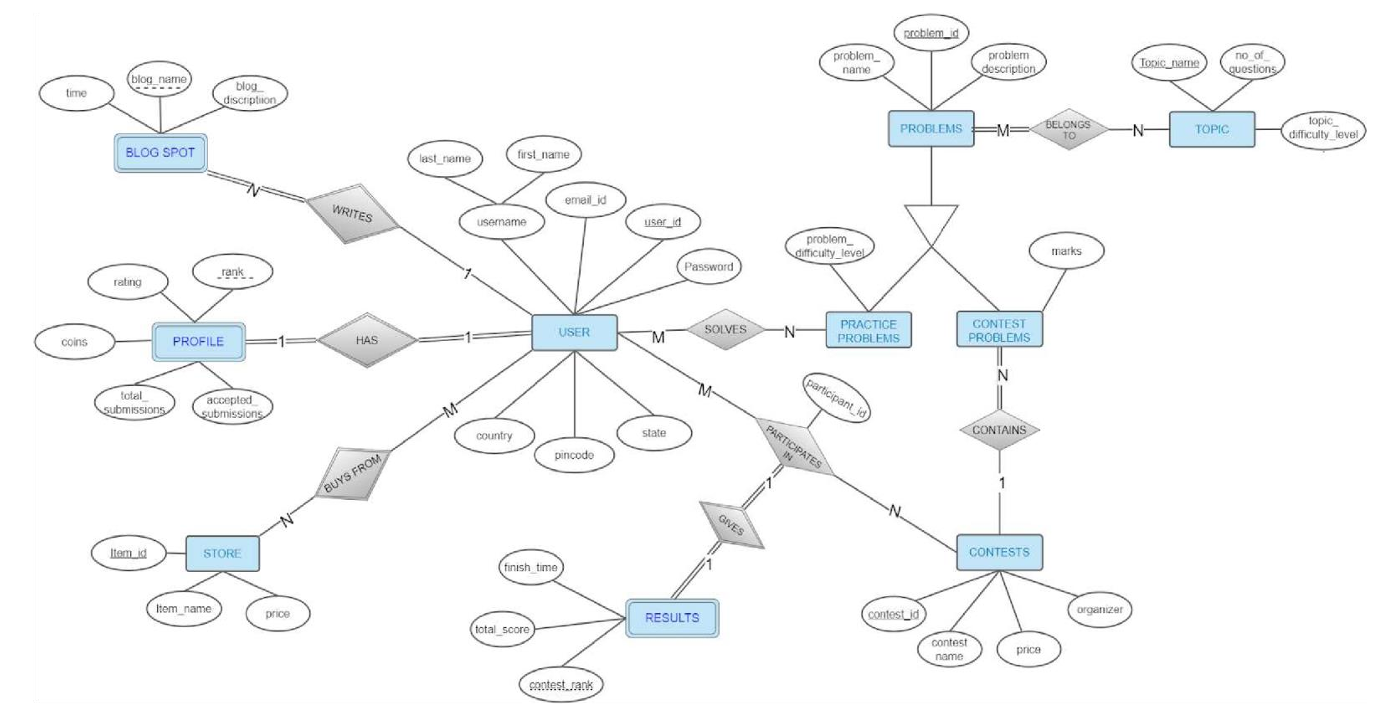 problem_id
problem_
name
problem
description
Topic_name
no_of_
questions
time
blog_name
blog_
discriptiion
PROBLEMS
M
BELONGS
TO
N
TOPIC
topic_
difficulty_level
BLOG SPOT
last_name
first_name
N
WRITES
username
email_id
user_id
problem_
difficulty_level
marks
rating
rank
1
Password
coins
PROFILE
1
HAS
1
USER
M
SOLVES
N
PRACTICE
PROBLEMS
CONTEST
PROBLEMS
N
total_
submissions
accepted_
submissions
M
M
participant_id
country
pincode
state
PARTICIPATES
IN
CONTAINS
BUYS FROM
1
1
N
N
GIVES
Item_id
STORE
1
CONTESTS
finish_time
Item_name
price
total_score
RESULTS
contest_id
organizer
contest
name
price
contest_rank